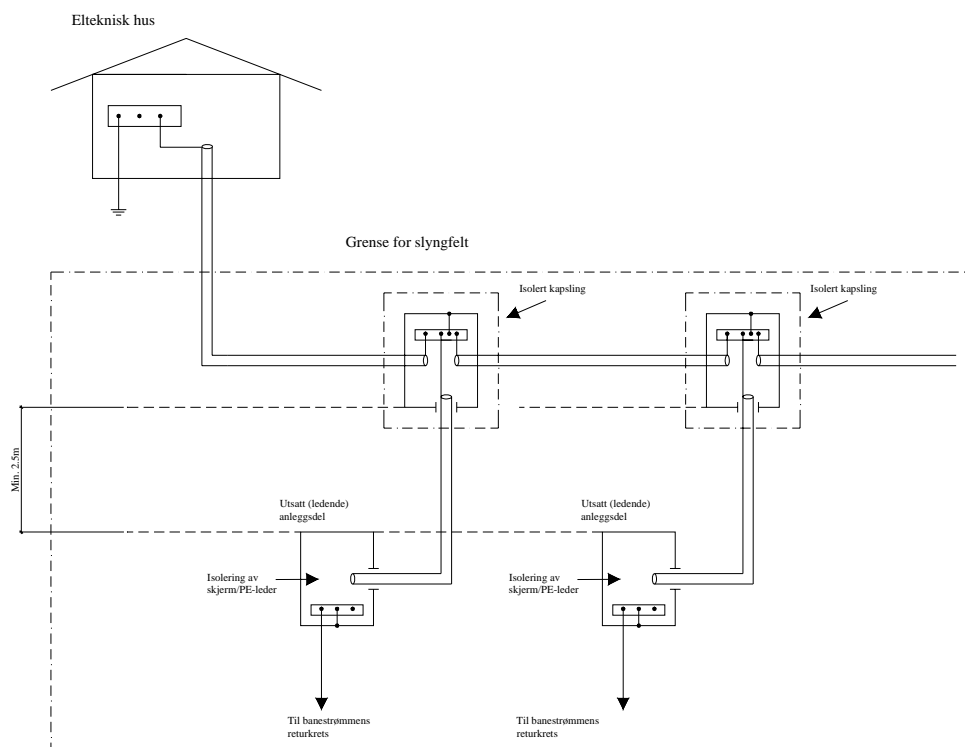 Elteknisk hus
Grense for slyngfelt
Isolert kapsling
Isolert kapsling
Min. 2.5m
Utsatt (ledende)
anleggsdel
Utsatt (ledende)
anleggsdel
Isolering av
skjerm/PE-leder
Isolering av
skjerm/PE-leder
Til banestrømmens
returkrets
Til banestrømmens
returkrets